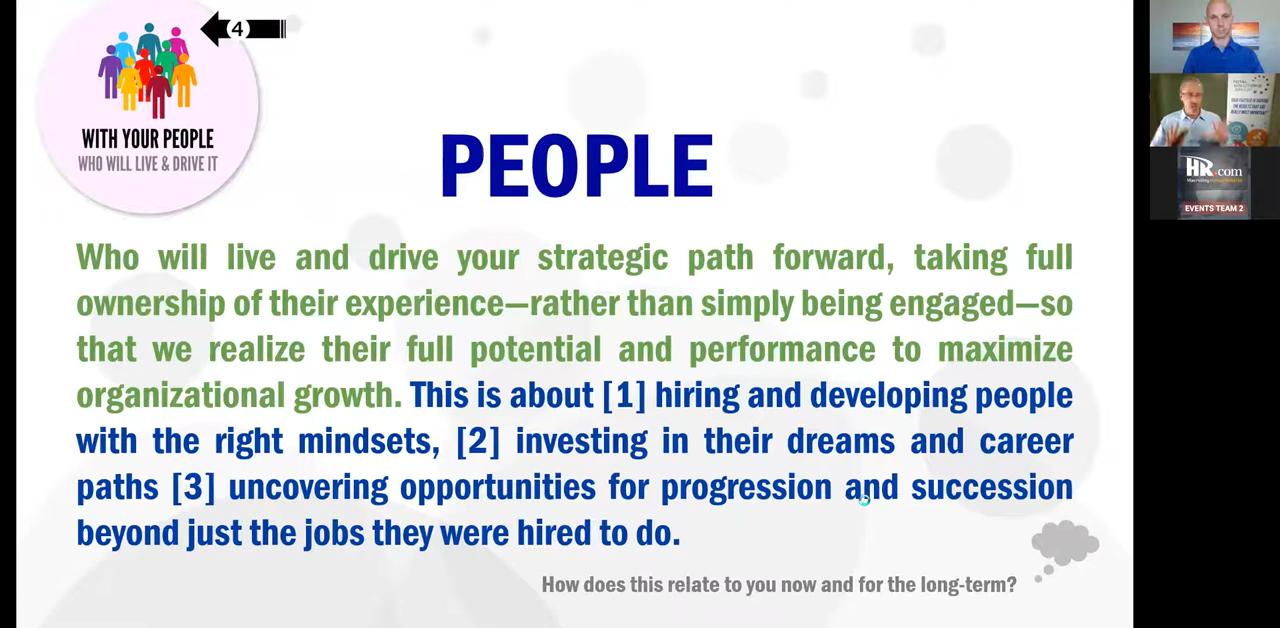 4
WITH YOUR PEOPLE
WHO WILL LIVE & DRIVE IT
PEOPLE
Who will live and drive your strategic path forward, taking full
ownership of their experience—rather than simply being engaged—so
that we realize their full potential and performance to maximize
organizational growth. This is about [1] hiring and developing people
with the right mindsets, [2] investing in their dreams and career
paths [3] uncovering opportunities for progression and succession
beyond just the jobs they were hired to do.
How does this relate to you now and for the long-term?
HR.com
EVENTS TEAM 2